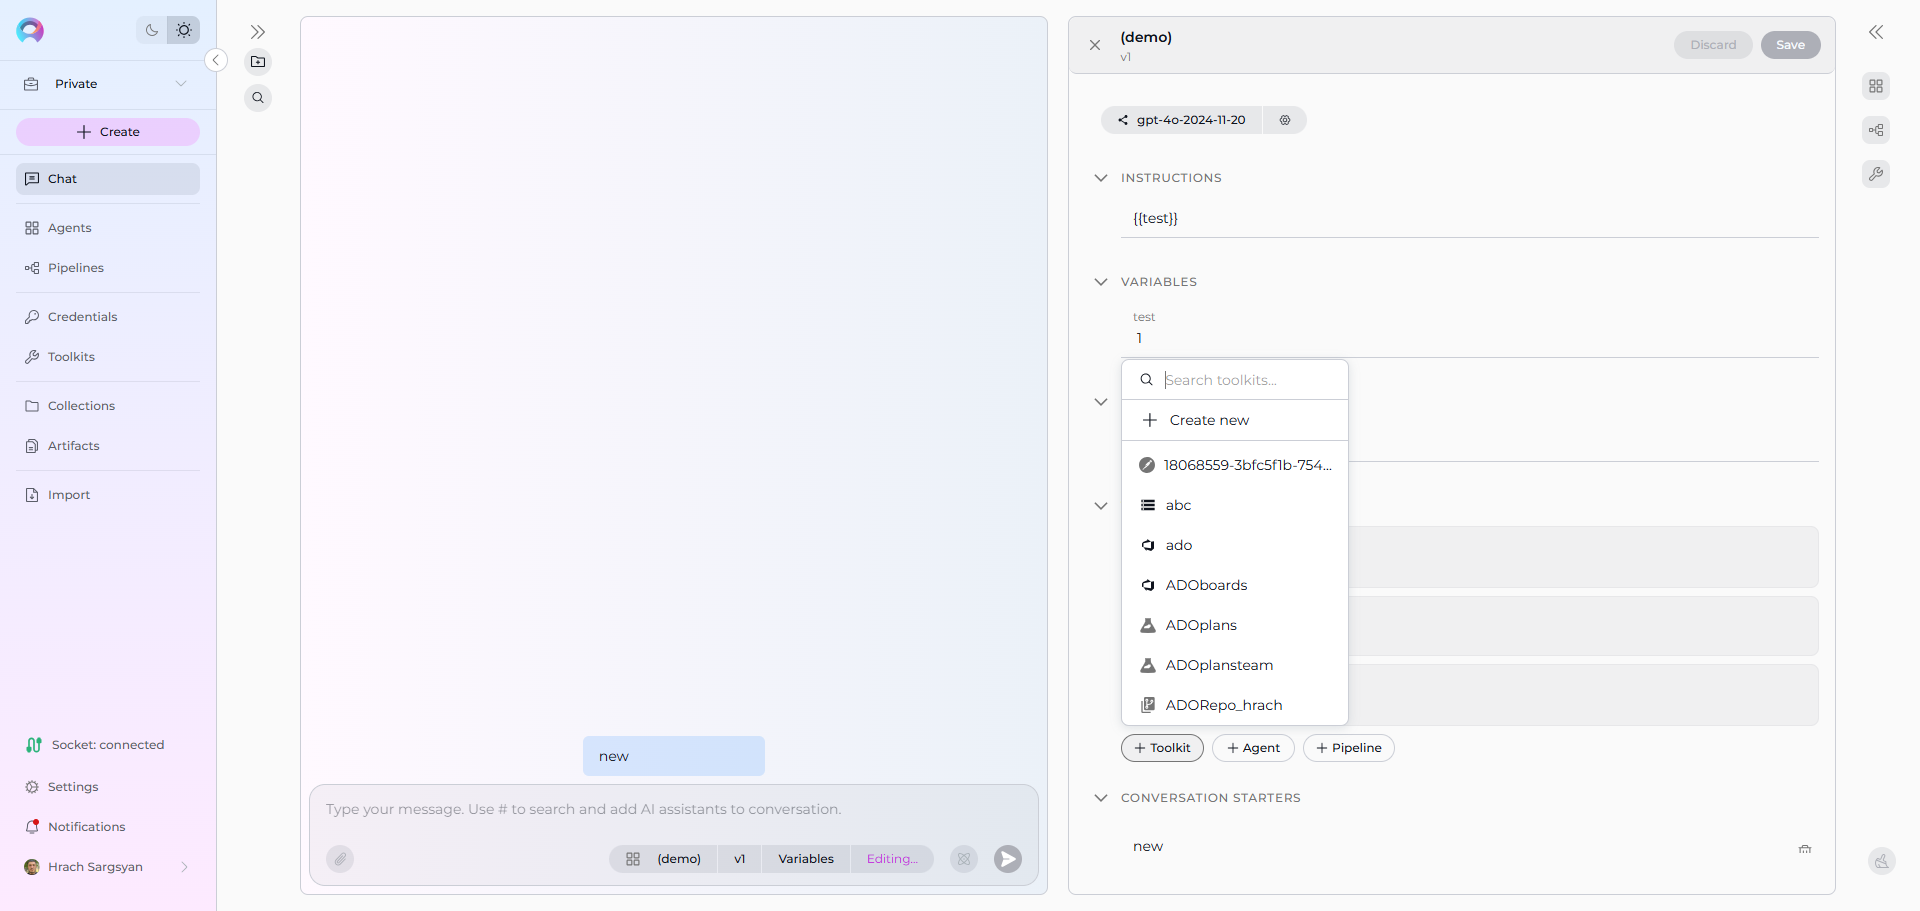 Private
Create
Chat
Agents
Pipelines
Credentials
Toolkits
Collections
Artifacts
Import
Socket: connected
Settings
Notifications
Hrach Sargsyan
new
Type your message. Use # to search and add AI assistants to conversation.
(demo) v1 Variables Editing...
(demo)
v1
Discard Save
gpt-4o-2024-11-20
INSTRUCTIONS
{{test}}
VARIABLES
test
1
Search toolkits...
Create new
18068559-3bfc5f1b-754...
abc
ado
ADOboards
ADOplans
ADOplansteam
ADORepo_hrach
+ Toolkit + Agent + Pipeline
CONVERSATION STARTERS
new